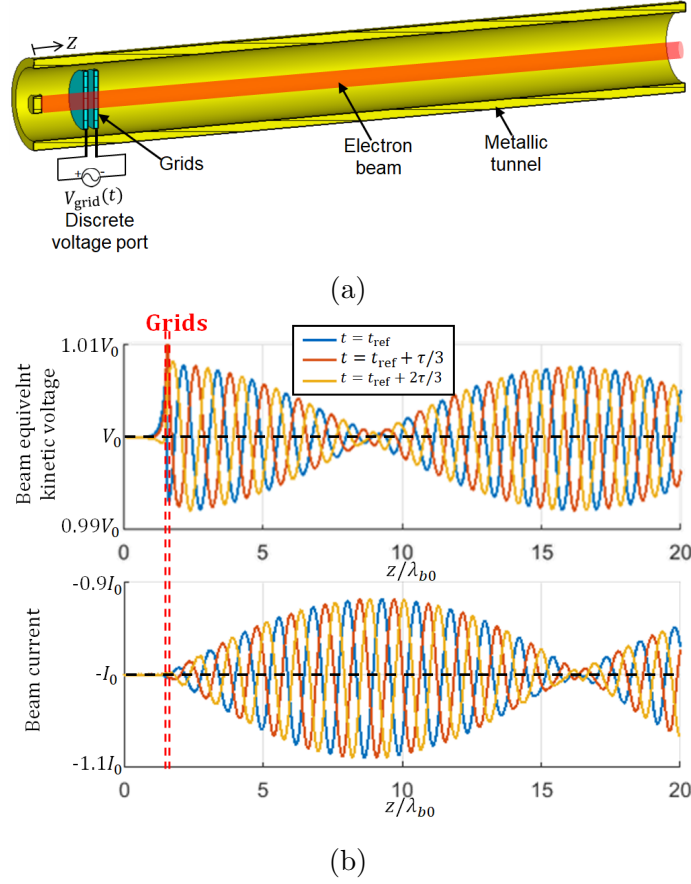 z
Grids
Electron
beam
Metallic
tunnel
+ -
V_grid(t)
Discrete
voltage port
(a)
Grids
t = t_ref
t = t_ref + τ/3
t = t_ref + 2τ/3
Beam equivelnt
kinetic voltage
1.01V_0
V_0
0.99V_0
0 5 10 15 20
z/λ_b0
Beam current
-0.9I_0
-I_0
-1.1I_0
0 5 10 15 20
z/λ_b0
(b)